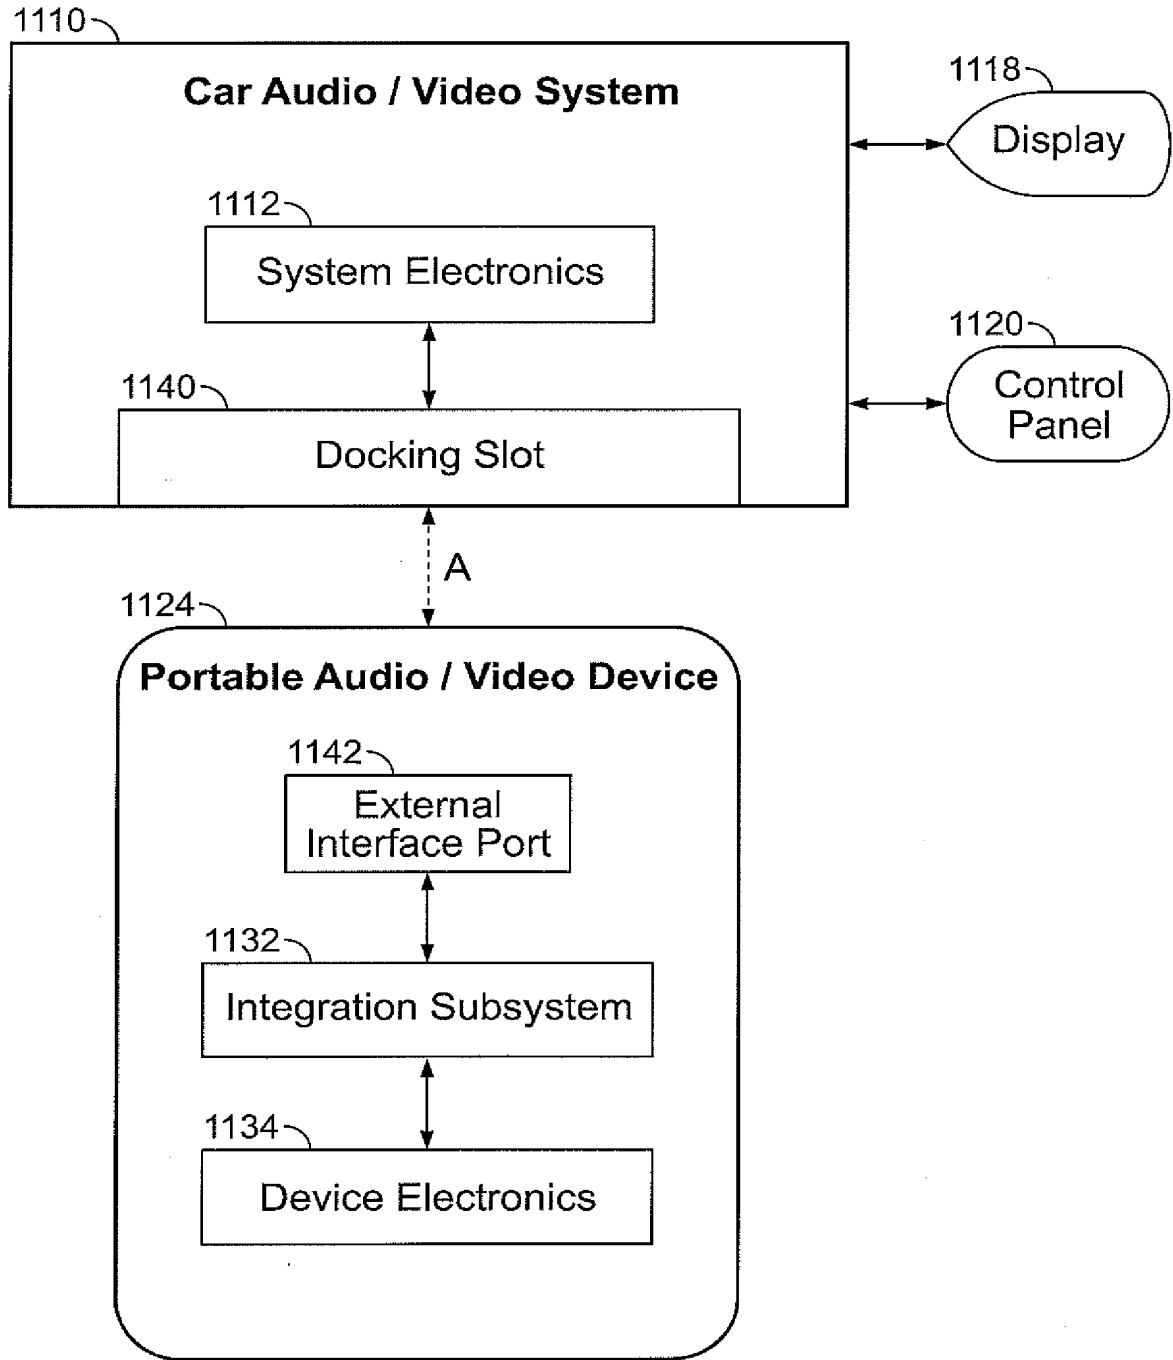 1110
Car Audio / Video System
1118
Display
1112
System Electronics
1120
Control
Panel
1140
Docking Slot
A
1124
Portable Audio / Video Device
1142
External
Interface Port
1132
Integration Subsystem
1134
Device Electronics